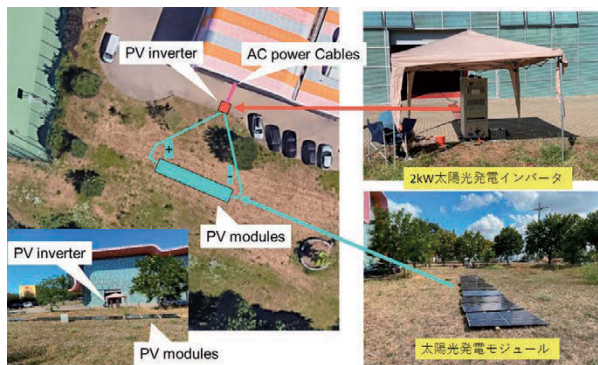 PV inverter
AC power Cables
+
-
PV modules
PV inverter
PV modules
2kW太陽光発電インバータ
太陽光発電モジュール